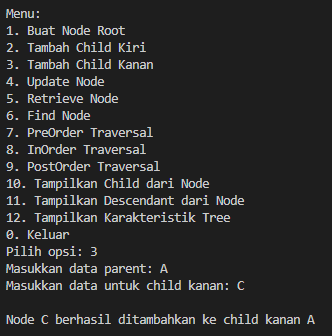 Menu:
1. Buat Node Root
2. Tambah Child Kiri
3. Tambah Child Kanan
4. Update Node
5. Retrieve Node
6. Find Node
7. PreOrder Traversal
8. InOrder Traversal
9. PostOrder Traversal
10. Tampilkan Child dari Node
11. Tampilkan Descendant dari Node
12. Tampilkan Karakteristik Tree
0. Keluar
Pilih opsi: 3
Masukkan data parent: A
Masukkan data untuk child kanan: C
Node C berhasil ditambahkan ke child kanan A